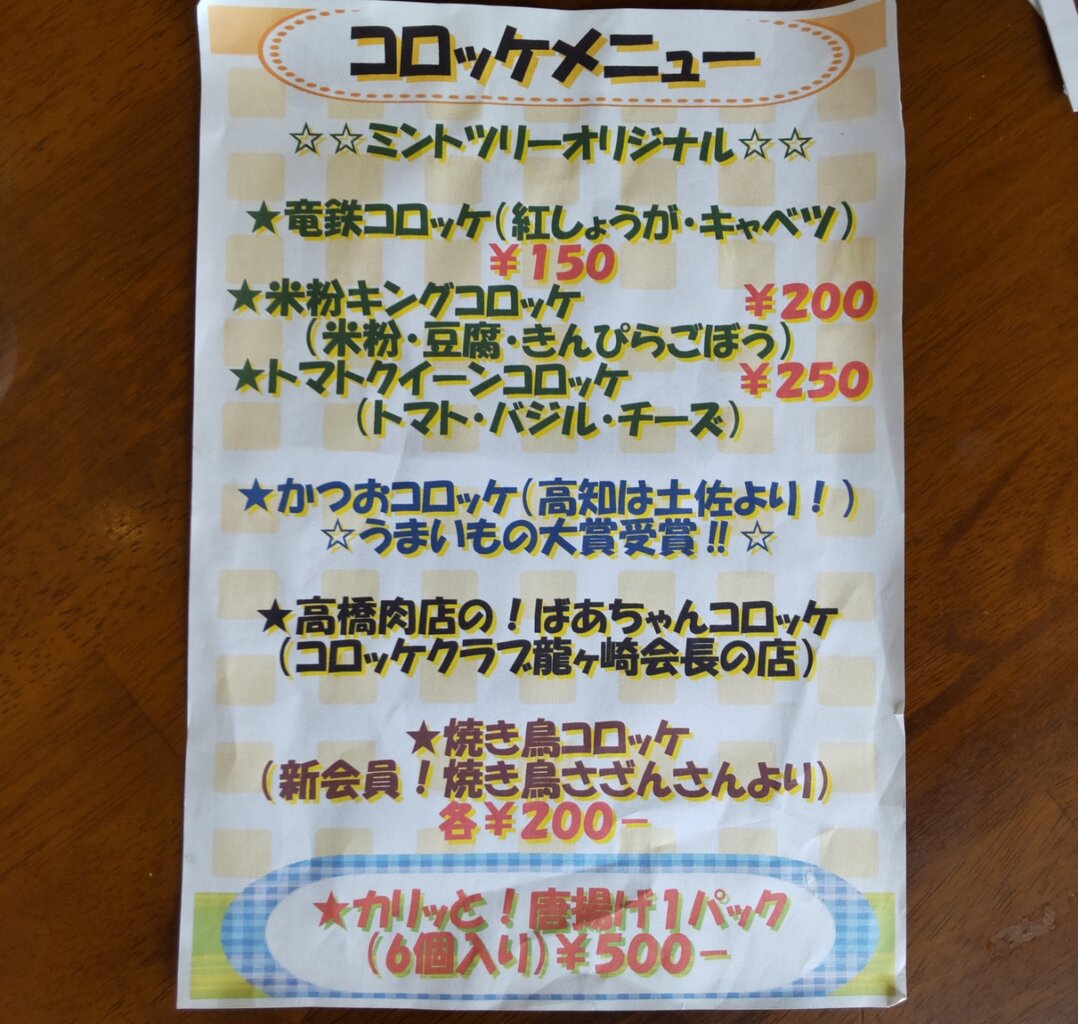 コロッケメニュー
☆☆ミントツリーオリジナル☆☆
★竜鉄コロッケ(紅しょうが・キャベツ)
¥150
★米粉キングコロッケ ¥200
(米粉・豆腐・きんぴらごぼう)
★トマトクイーンコロッケ ¥250
(トマト・バジル・チーズ)
★かつおコロッケ(高知は土佐より!)
☆うまいもの大賞受賞!!☆
★高橋肉店の!ばあちゃんコロッケ
(コロッケクラブ龍ヶ崎会長の店)
★焼き鳥コロッケ
(新会員!焼き鳥さざんさんより)
各¥200-
★カリッと!唐揚げ1パック
(6個入り)¥500-